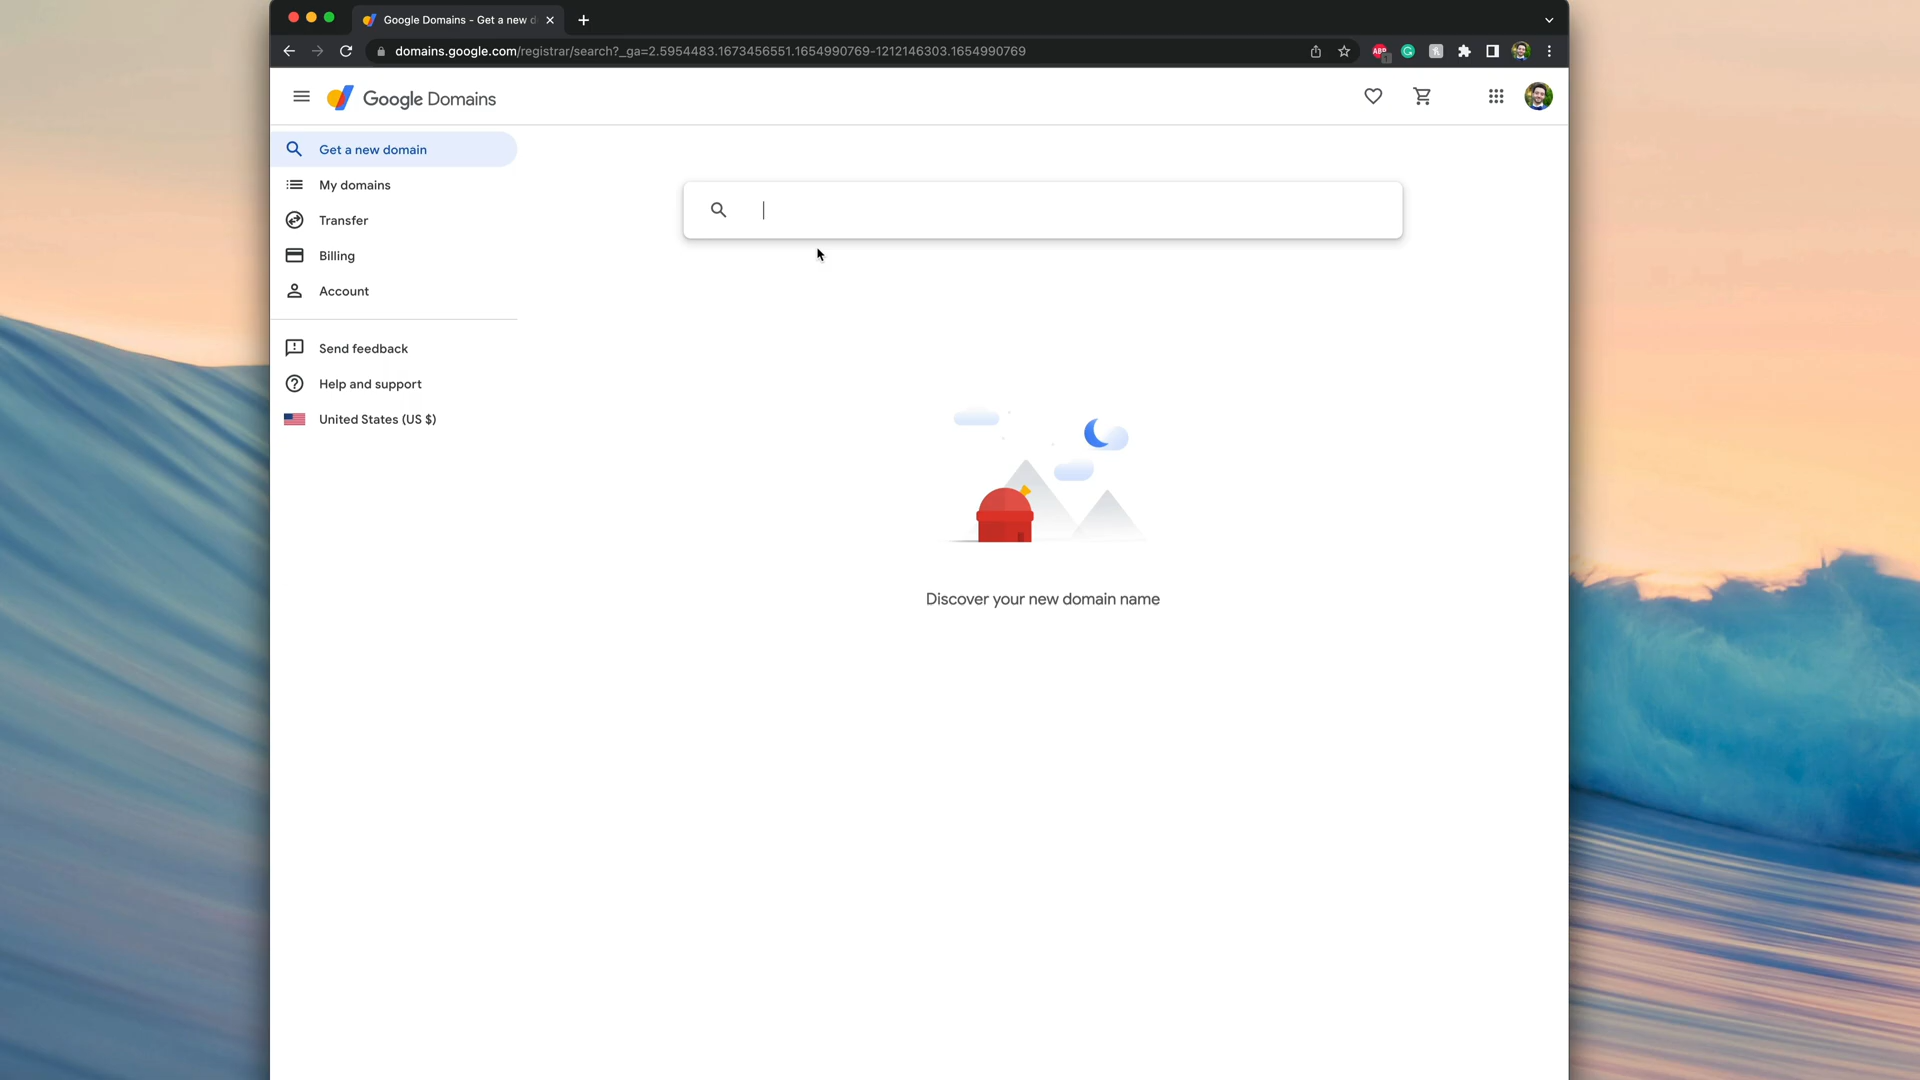 Google Domains - Get a new d
domains.google.com/registrar/search?_ga=2.5954483.1673456551.1654990769-1212146303.1654990769
ABP
1
Google Domains
Get a new domain
My domains
Transfer
Billing
Account
Send feedback
Help and support
United States (US $)
Discover your new domain name